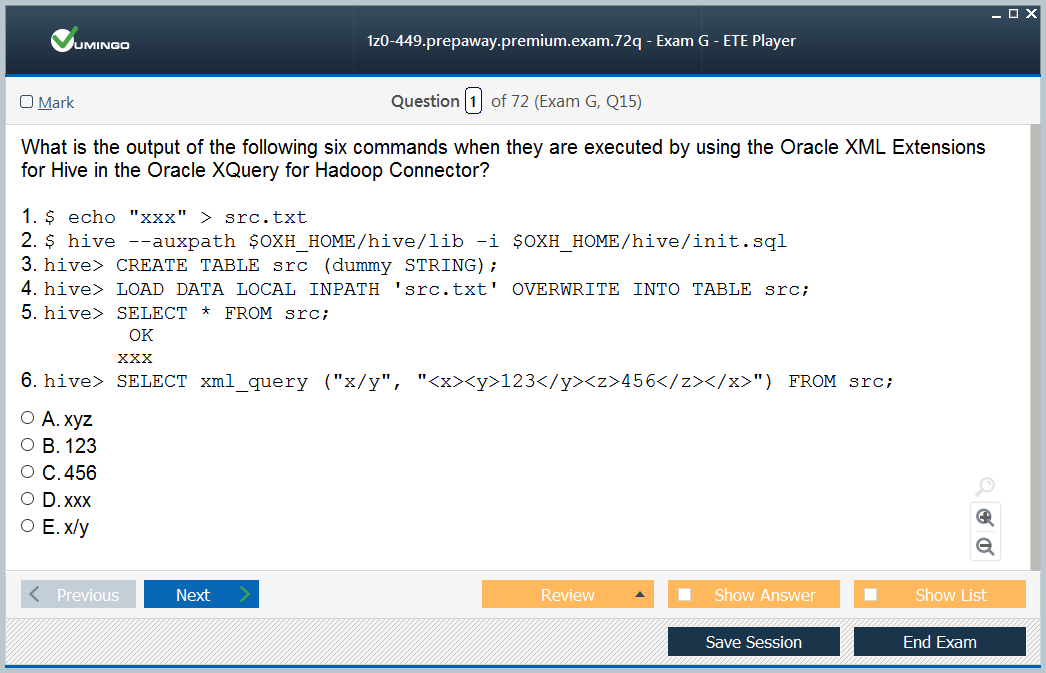 VUMINGO
1z0-449.prepaway.premium.exam.72q - Exam G - ETE Player
Mark
Question 1 of 72 (Exam G, Q15)
What is the output of the following six commands when they are executed by using the Oracle XML Extensions
for Hive in the Oracle XQuery for Hadoop Connector?
1. $ echo "xxx" > src.txt
2. $ hive --auxpath $OXH_HOME/hive/lib -i $OXH_HOME/hive/init.sql
3. hive> CREATE TABLE src (dummy STRING);
4. hive> LOAD DATA LOCAL INPATH 'src.txt' OVERWRITE INTO TABLE src;
5. hive> SELECT * FROM src;
OK
xxx
6. hive> SELECT xml_query ("x/y", "<x><y>123</y><z>456</z></x>") FROM src;
A. xyz
B. 123
C. 456
D. xxx
E. x/y
Previous Next Review Show Answer Show List
Save Session End Exam